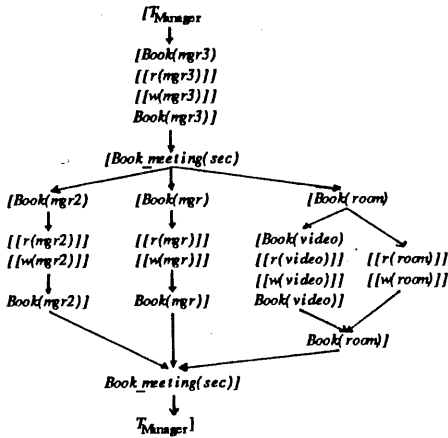 [T_Manager
[Book(mgr3)
[[r(mgr3)]]
[[w(mgr3)]]
Book(mgr3)]
[Book_meeting(sec)
[Book(mgr2) [Book(mgr) [Book(room)
[[r(mgr2)]] [[r(mgr)]] [Book(video)
[[w(mgr2)]] [[w(mgr)]] [[r(video)]] [[r(room)]]
[[w(video)]] [[w(room)]]
Book(mgr2)] Book(mgr)] Book(video)]
Book(room)]
Book_meeting(sec)]
T_Manager]